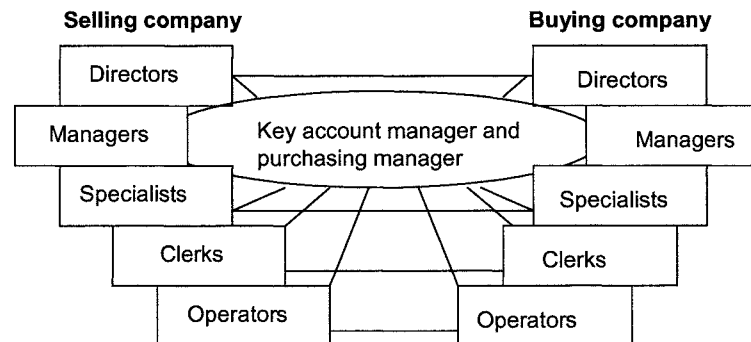 Selling company
Buying company
Directors
Directors
Managers
Key account manager and
purchasing manager
Managers
Specialists
Specialists
Clerks
Clerks
Operators
Operators